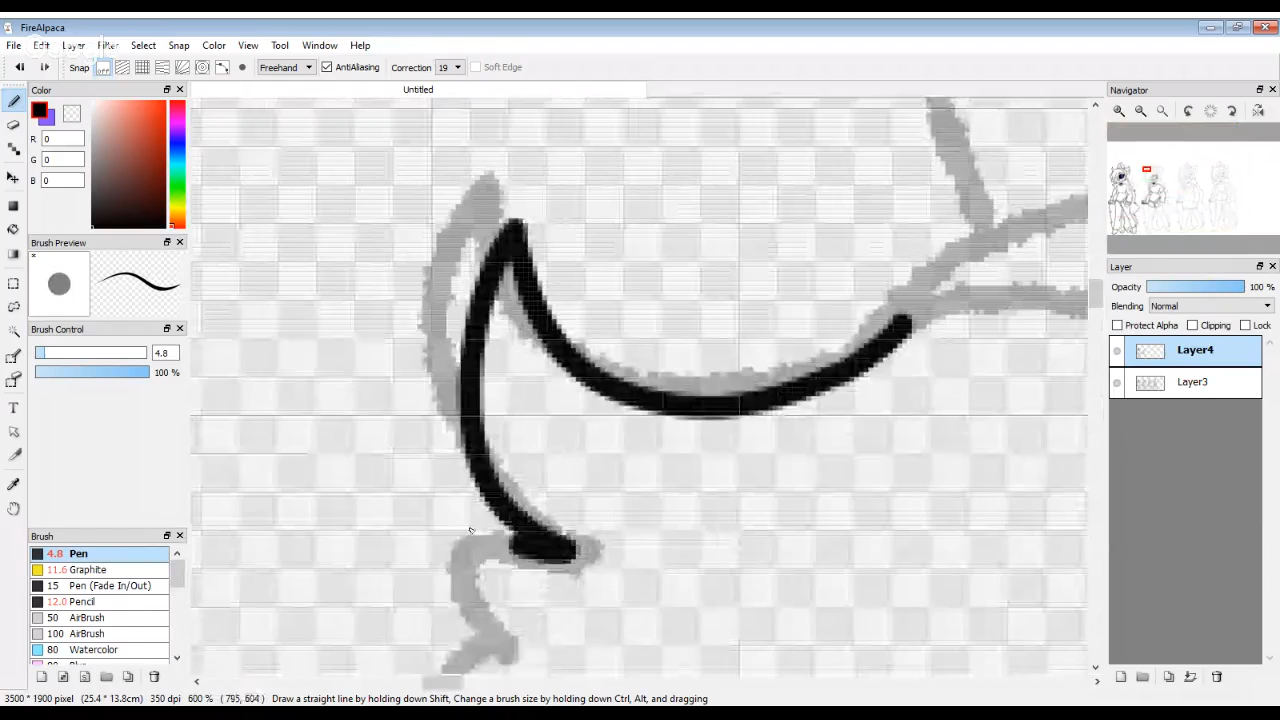 FireAlpaca
File Edit Layer Filter Select Snap Color View Tool Window Help
Snap OFF Freehand AntiAliasing Correction 19 Soft Edge
Color
Untitled
Navigator
R 0
G 0
B 0
Brush Preview
Layer
Opacity 100 %
Blending Normal
Protect Alpha Clipping Lock
Brush Control
4.8
100 %
Layer4
Layer3
Brush
4.8 Pen
11.6 Graphite
15 Pen (Fade In/Out)
12.0 Pencil
50 AirBrush
100 AirBrush
80 Watercolor
3500 * 1900 pixel (25.4 * 13.8cm) 350 dpi 600 % ( 795, 604 ) Draw a straight line by holding down Shift, Change a brush size by holding down Ctrl, Alt, and dragging